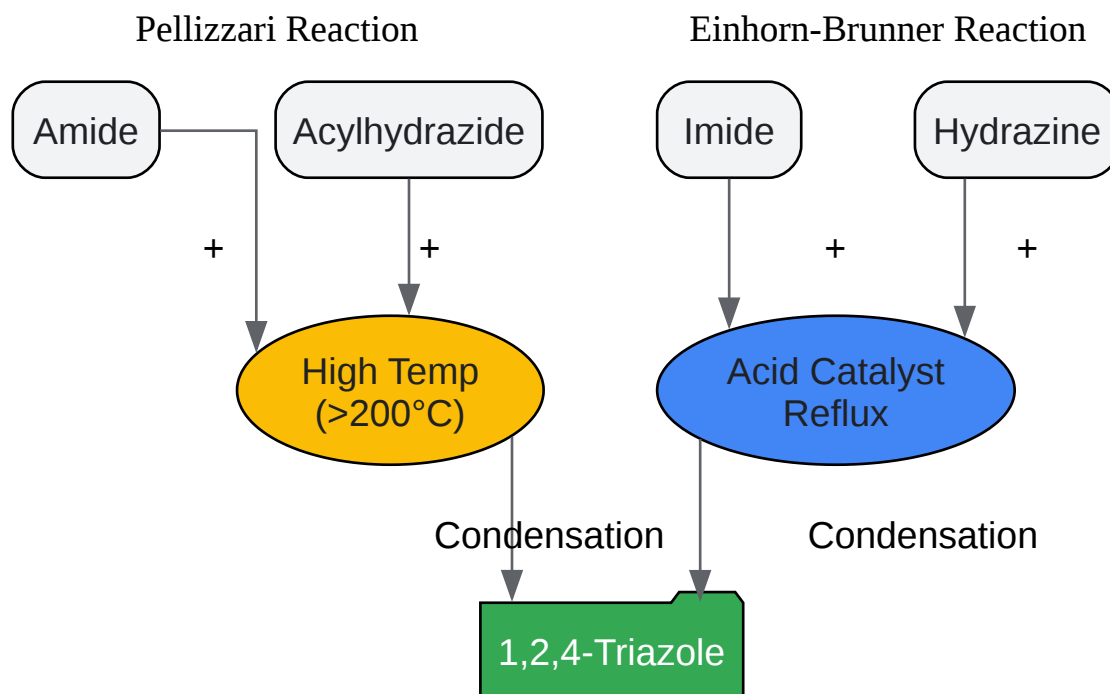 Pellizzari Reaction
Einhorn-Brunner Reaction
Amide
Acylhydrazide
Imide
Hydrazine
+
+
+
+
High Temp
(>200°C)
Acid Catalyst
Reflux
Condensation
Condensation
1,2,4-Triazole